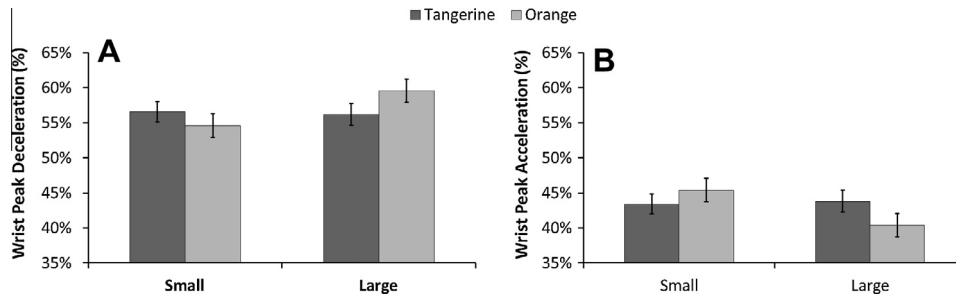 Tangerine Orange
A
Wrist Peak Deceleration (%)
65%
60%
55%
50%
45%
40%
35%
Small Large
B
Wrist Peak Acceleration (%)
65%
60%
55%
50%
45%
40%
35%
Small Large